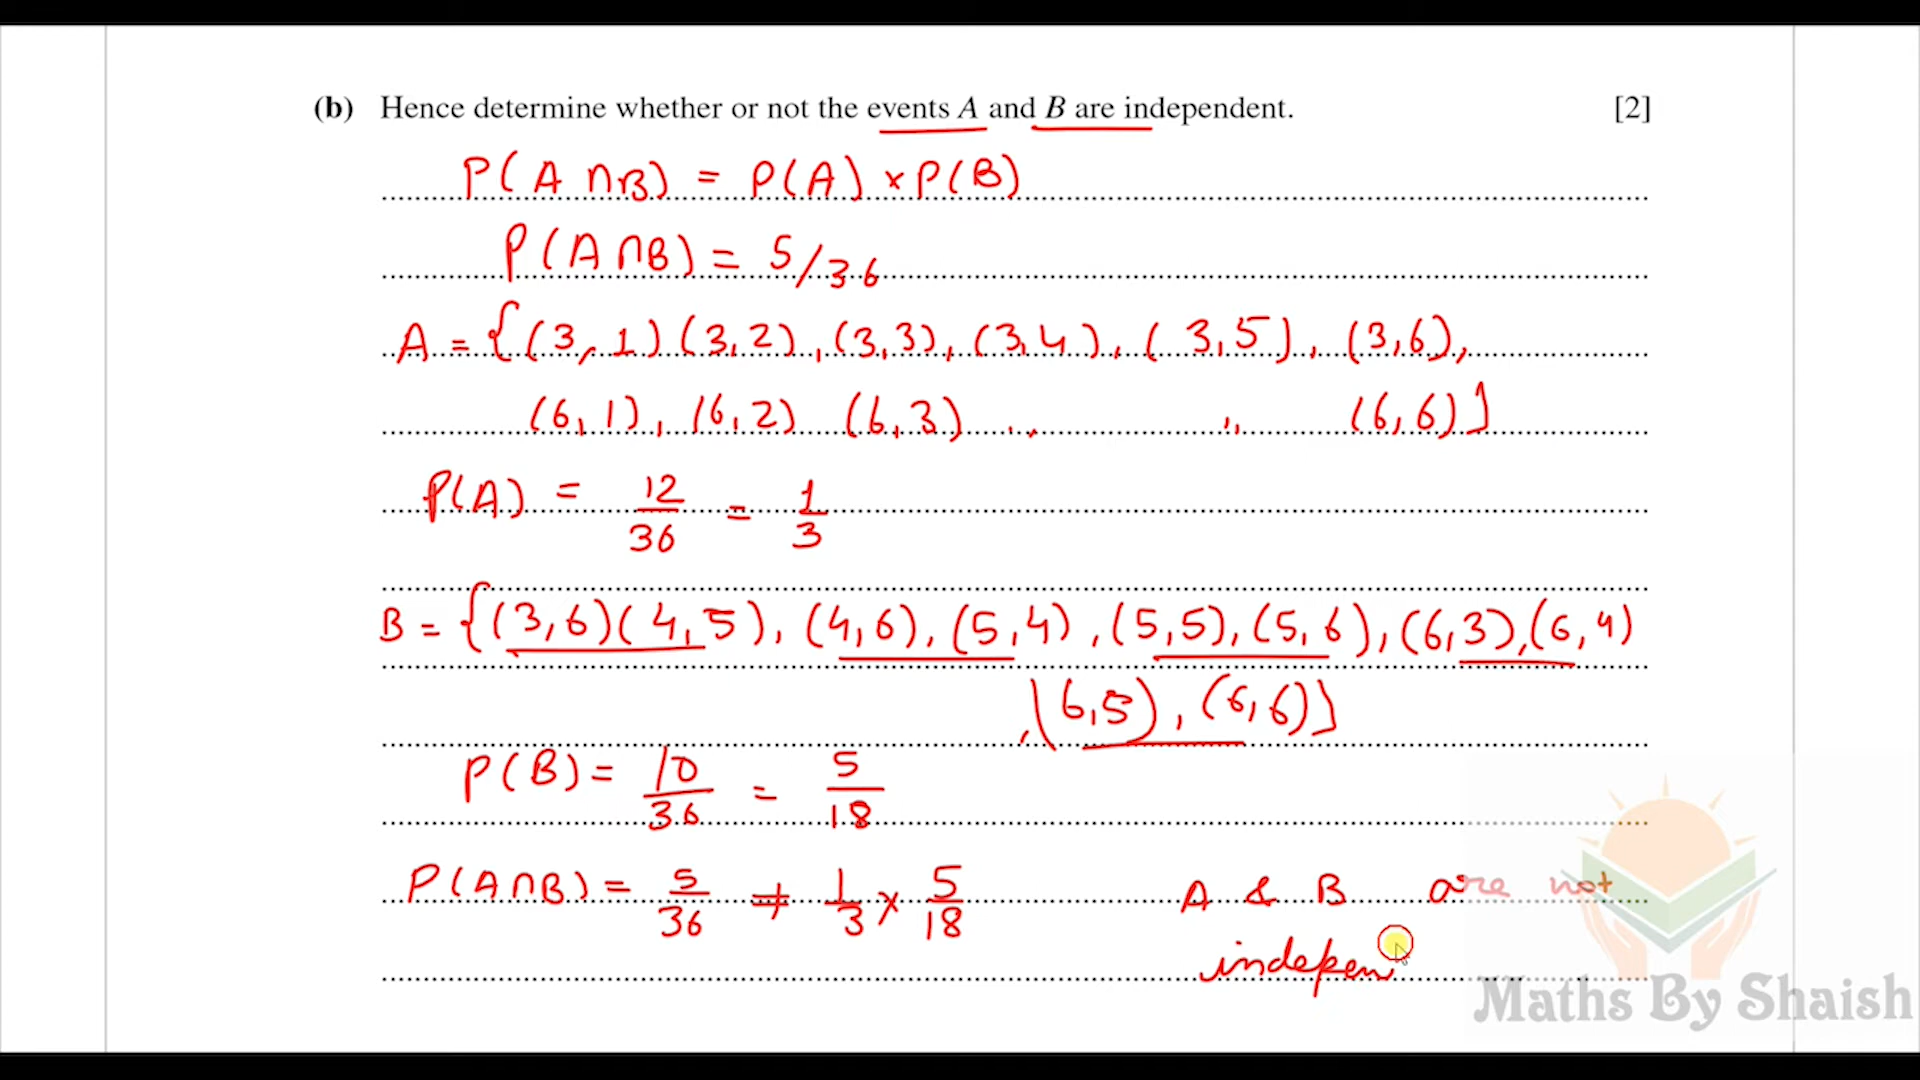 (b) Hence determine whether or not the events A and B are independent. [2]
P(A∩B) = P(A) × P(B)
P(A∩B) = 5/36
A = {(3,1)(3,2),(3,3),(3,4),(3,5),(3,6),
(6,1),(6,2)(6,3) .. ,, (6,6)}
P(A) = 12/36 = 1/3
B = {(3,6)(4,5),(4,6),(5,4),(5,5),(5,6),(6,3),(6,4)
,(6,5),(6,6)}
P(B) = 10/36 = 5/18
P(A∩B) = 5/36 ≠ 1/3 × 5/18 A & B are not
indepen
Maths By Shaish